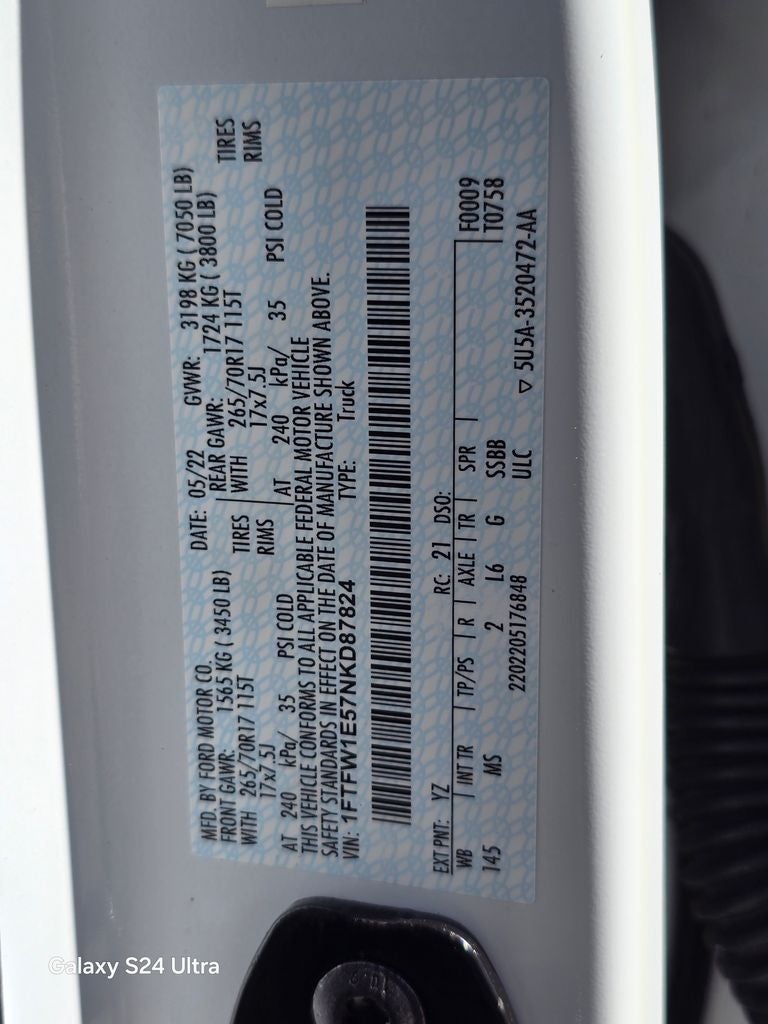 MFD. BY FORD MOTOR CO. DATE: 05/22 GVWR: 3198 KG ( 7050 LB)
FRONT GAWR: 1565 KG ( 3450 LB) REAR GAWR: 1724 KG ( 3800 LB)
WITH 265/70R17 115T TIRES WITH 265/70R17 115T TIRES
17x7.5J RIMS 17x7.5J RIMS
AT 240 kPa/ 35 PSI COLD AT 240 kPa/ 35 PSI COLD
THIS VEHICLE CONFORMS TO ALL APPLICABLE FEDERAL MOTOR VEHICLE
SAFETY STANDARDS IN EFFECT ON THE DATE OF MANUFACTURE SHOWN ABOVE.
VIN: 1FTFW1E57NKD87824 TYPE: Truck
EXT PNT: YZ RC: 21 DSO: F0009
WB INT TR TP/PS R AXLE TR SPR T0758
145 MS 2 L6 G SSBB
2202205176848 ULC ▽ 5U5A-3520472-AA
Galaxy S24 Ultra